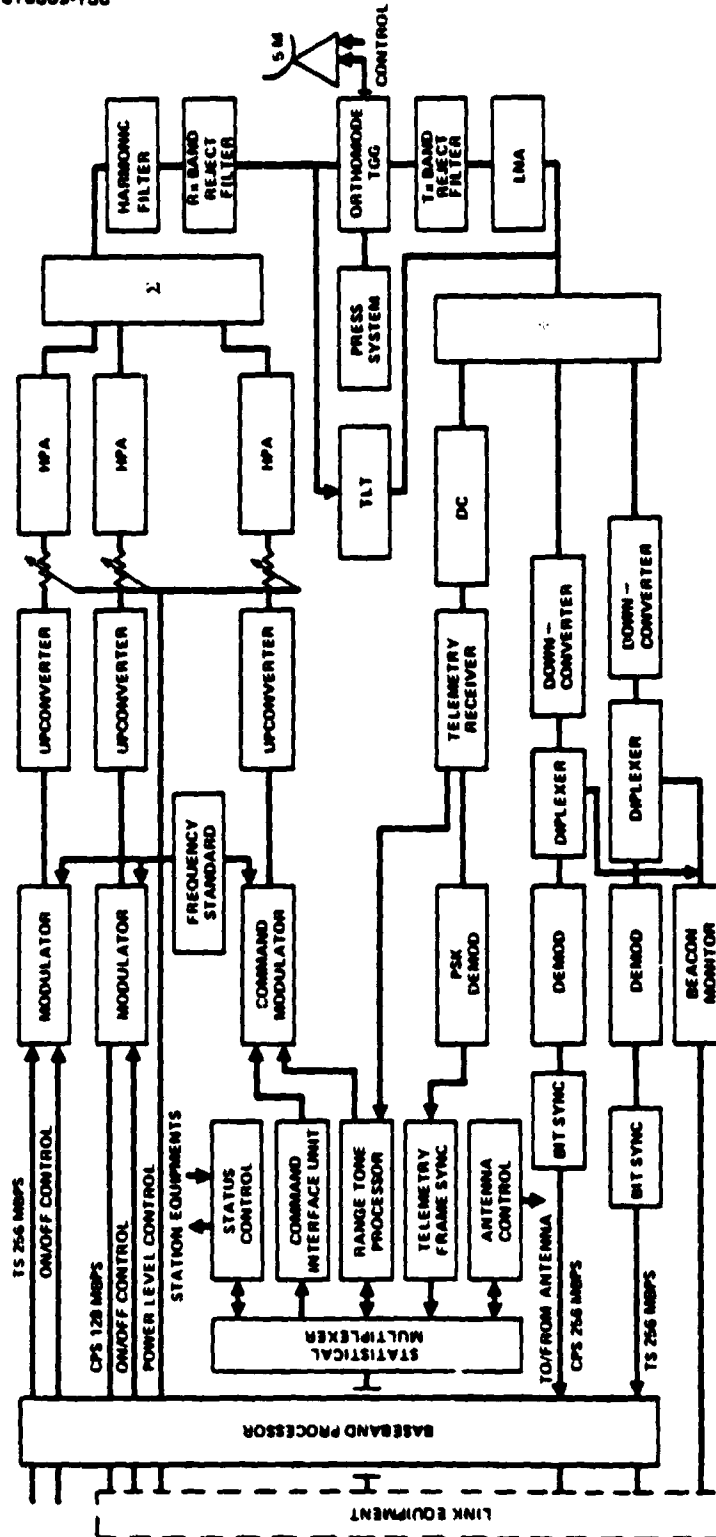 TS 256 MBPS
ON/OFF CONTROL
CPS 128 MBPS
ON/OFF CONTROL
POWER LEVEL CONTROL
STATION EQUIPMENTS
LINK EQUIPMENT
BASEBAND PROCESSOR
STATISTICAL
MULTIPLEXER
STATUS
CONTROL
COMMAND
INTERFACE UNIT
RANGE TONE
PROCESSOR
TELEMETRY
FRAME SYNC
ANTENNA
CONTROL
TO/FROM ANTENNA
CPS 256 MBPS
TS 256 MBPS
BIT SYNC
BIT SYNC
MODULATOR
MODULATOR
FREQUENCY
STANDARD
COMMAND
MODULATOR
PSK
DEMOD
DEMOD
DEMOD
BEACON
MONITOR
UPCONVERTER
UPCONVERTER
UPCONVERTER
TELEMETRY
RECEIVER
DIPLEXER
DIPLEXER
DOWN-
CONVERTER
DOWN-
CONVERTER
HPA
HPA
HPA
TLT
DC
Σ
PRESS
SYSTEM
HARMONIC
FILTER
Rx BAND
REJECT
FILTER
ORTHOMODE
TGG
Tx BAND
REJECT
FILTER
LNA
5 M
CONTROL